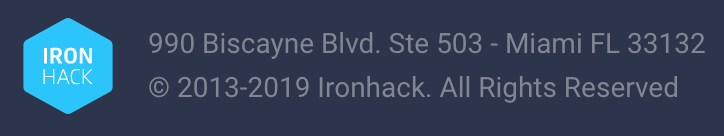 IRON
HACK
990 Biscayne Blvd. Ste 503 - Miami FL 33132
© 2013-2019 Ironhack. All Rights Reserved